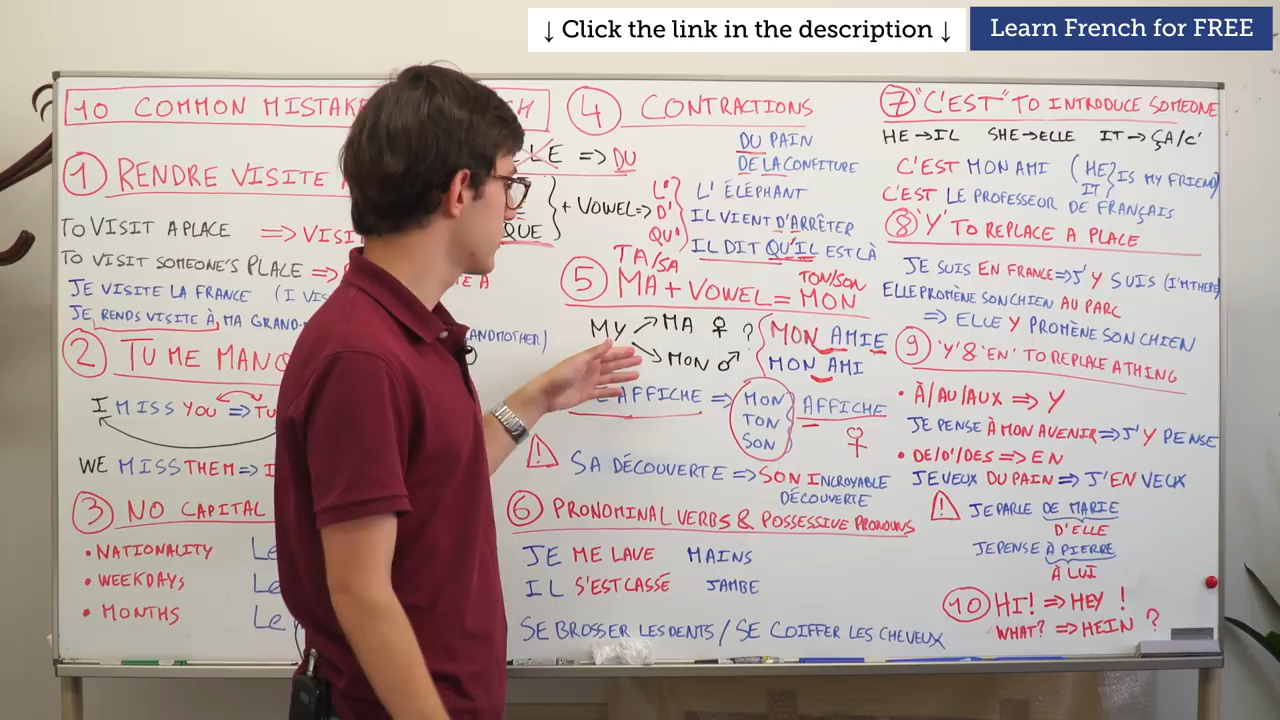 ↓ Click the link in the description ↓
Learn French for FREE
10 COMMON MISTAKE
1 RENDRE VISITE
TO VISIT A PLACE => VISI
TO VISIT SOMEONE'S PLACE =>
TE À
JE VISITE LA FRANCE (I VIS
JE RENDS VISITE À MA GRAND-
ANDMOTHER)
2 TU ME MANQ
I MISS YOU => TU
WE MISS THEM => I
3 NO CAPITAL
• NATIONALITY Le
• WEEKDAYS Le
• MONTHS Le
4 CONTRACTIONS
LE => DU
DU PAIN
DE LA CONFITURE
QUE
+ VOWEL =>
L'
D'
QU'
L' ÉLÉPHANT
IL VIENT D'ARRÊTER
IL DIT QU'IL EST LÀ
TA/SA
TON/SON
5 MA + VOWEL = MON
MY
MA ♀
MON ♂
?
MON AMIE
MON AMI
AFFICHE =>
MON
TON
SON
AFFICHE
♀
SA DÉCOUVERTE => SON INCROYABLE
DÉCOUVERTE
6 PRONOMINAL VERBS & POSSESSIVE PRONOUNS
JE ME LAVE MAINS
IL S'EST CASSÉ JAMBE
SE BROSSER LES DENTS / SE COIFFER LES CHEVEUX
7 "C'EST" TO INTRODUCE SOMEONE
HE → IL SHE → ELLE IT → ÇA/C'
C'EST MON AMI (HE IS MY FRIEND)
IT
C'EST LE PROFESSEUR DE FRANÇAIS
8 'Y' TO REPLACE A PLACE
JE SUIS EN FRANCE => J'Y SUIS (I'M THERE)
ELLE PROMÈNE SON CHIEN AU PARC
=> ELLE Y PROMÈNE SON CHIEN
9 'Y' & 'EN' TO REPLACE A THING
• À/AU/AUX => Y
JE PENSE À MON AVENIR => J'Y PENSE
• DE/D'/DES => EN
JE VEUX DU PAIN => J'EN VEUX
JE PARLE DE MARIE
D'ELLE
JE PENSE À PIERRE
À LUI
10 HI! => HEY !
WHAT? => HEIN ?